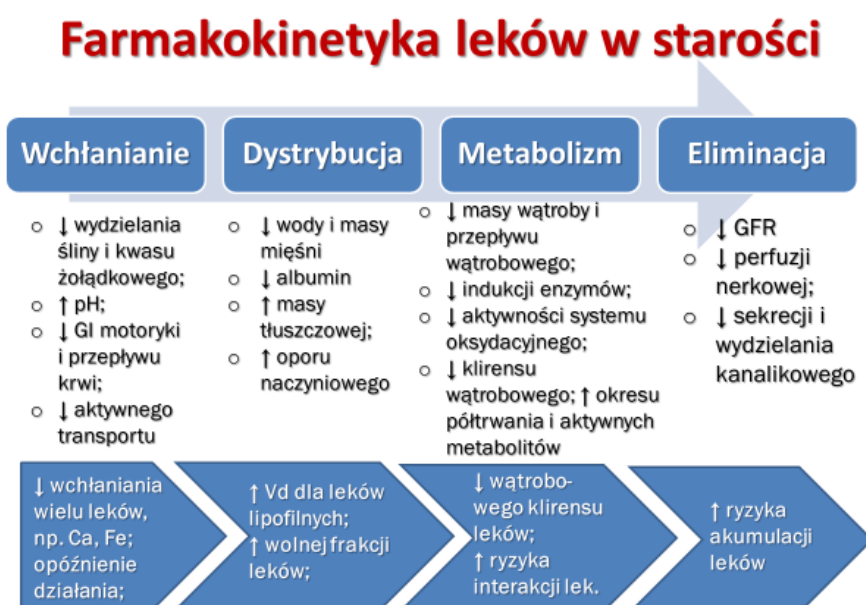 Farmakokinetyka leków w starości
Wchłanianie
Dystrybucja
Metabolizm
Eliminacja
o ↓ wydzielania
śliny i kwasu
żołądkowego;
o ↑ pH;
o ↓ GI motoryki
i przepływu
krwi;
o ↓ aktywnego
transportu
o ↓ wody i masy
mięśni
o ↓ albumin
o ↑ masy
tłuszczowej;
o ↑ oporu
naczyniowego
o ↓ masy wątroby i
przepływu
wątrobowego;
o ↓ indukcji enzymów;
o ↓ aktywności systemu
oksydacyjnego;
o ↓ klirensu
wątrobowego; ↑ okresu
półtrwania i aktywnych
metabolitów
o ↓ GFR
o ↓ perfuzji
nerkowej;
o ↓ sekrecji i
wydzielania
kanalikowego
↓ wchłaniania
wielu leków,
np. Ca, Fe;
opóźnienie
działania;
↑ Vd dla leków
lipofilnych;
↑ wolnej frakcji
leków;
↓ wątrobo-
wego klirensu
leków;
↑ ryzyka
interakcji lek.
↑ ryzyka
akumulacji
leków